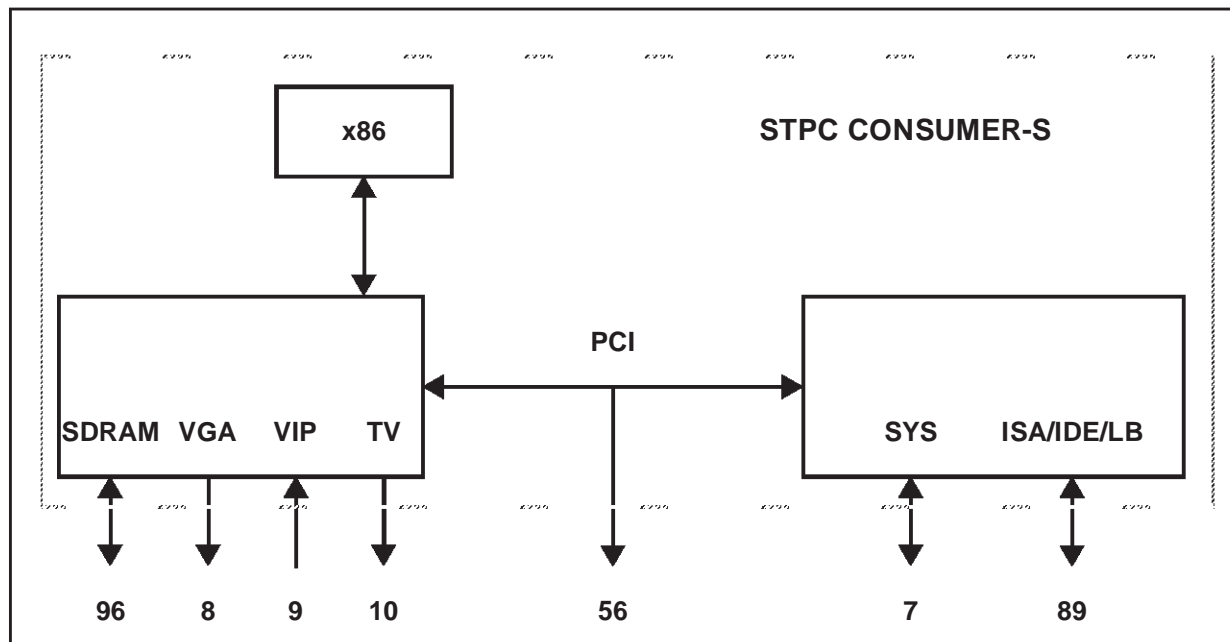 x86
STPC CONSUMER-S
PCI
SDRAM VGA VIP TV
SYS ISA/IDE/LB
96 8 9 10 56 7 89